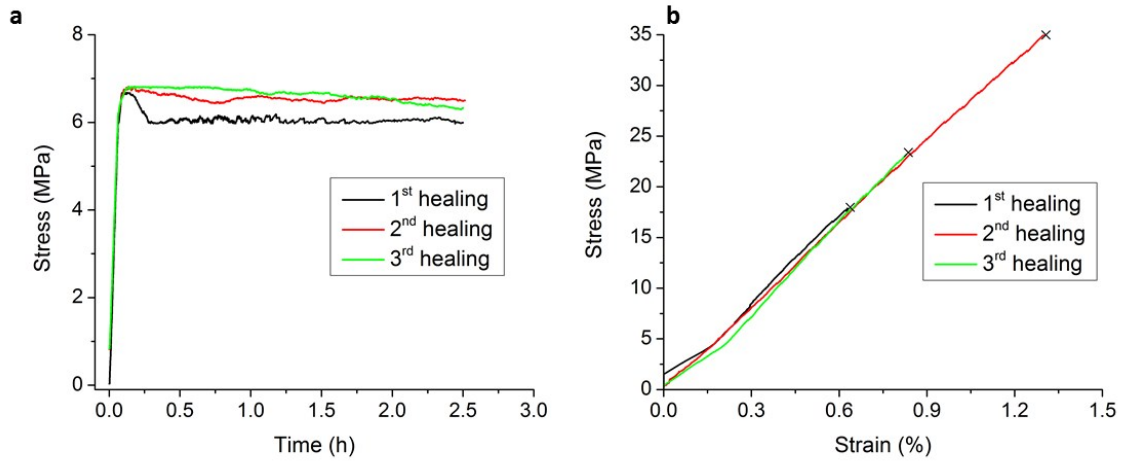 a
Stress (MPa)
8
6
4
2
0
0.0 0.5 1.0 1.5 2.0 2.5 3.0
Time (h)
1st healing
2nd healing
3rd healing
b
Stress (MPa)
35
30
25
20
15
10
5
0
0.0 0.3 0.6 0.9 1.2 1.5
Strain (%)
1st healing
2nd healing
3rd healing